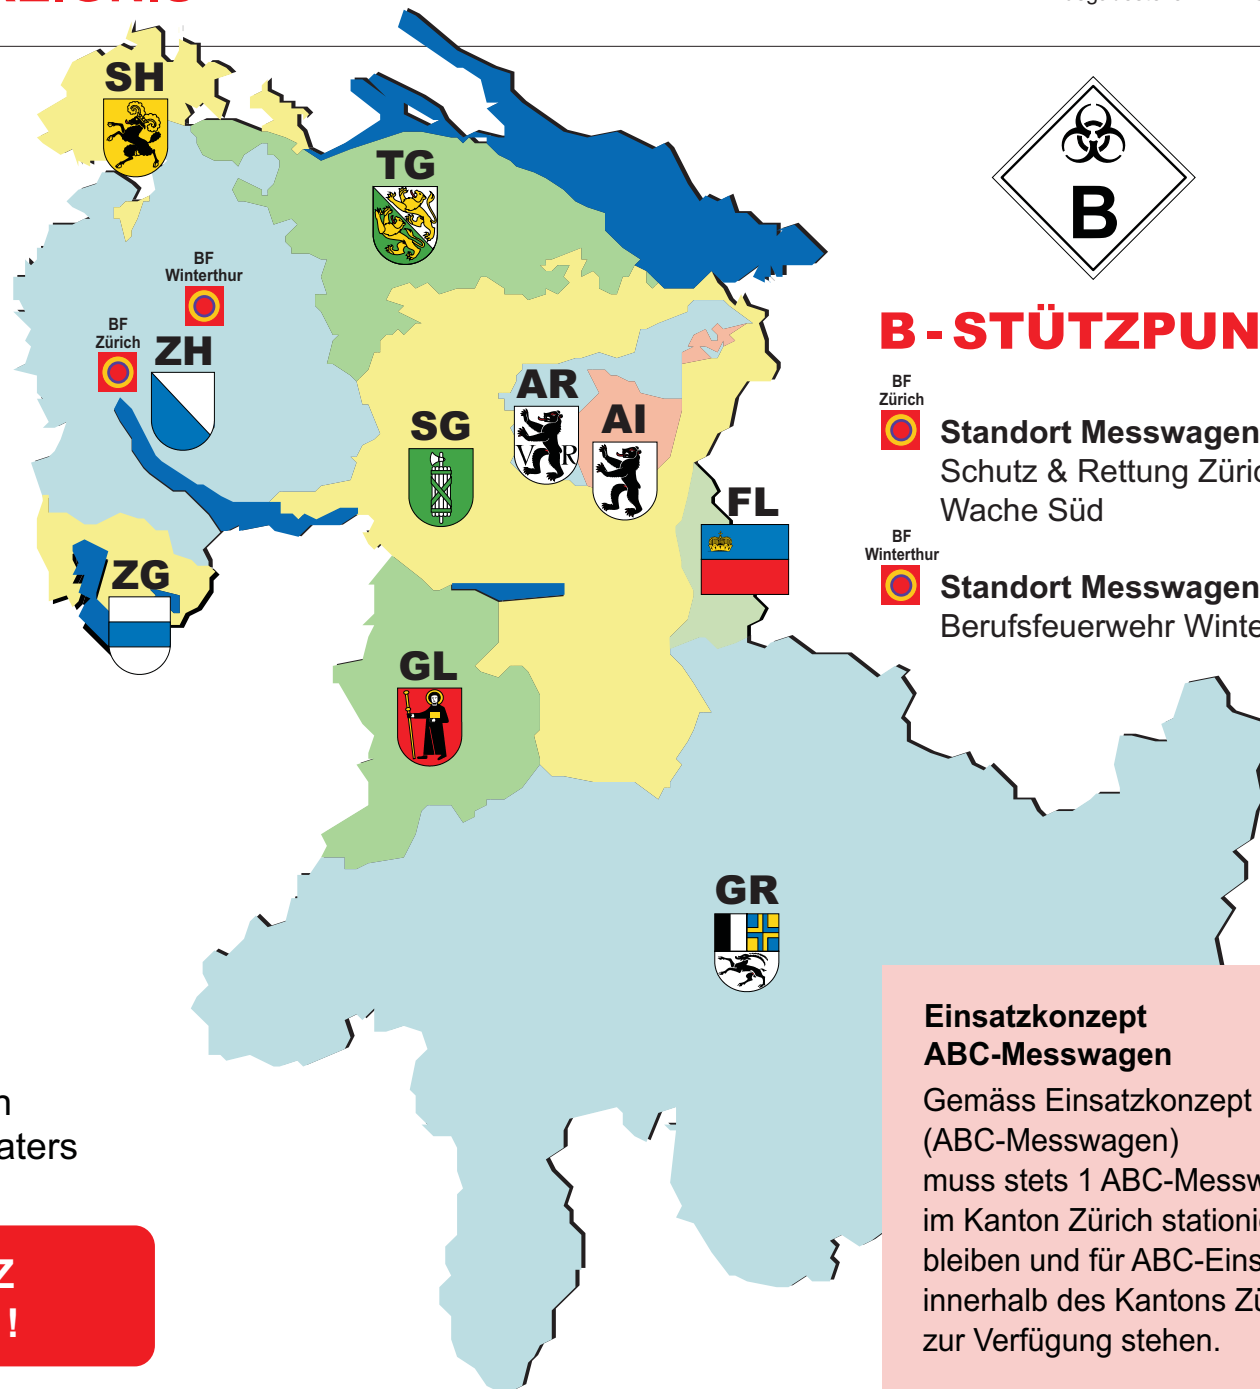 SH
TG
BF
Winterthur
BF
Zürich
ZH
AR
AI
SG
V R
FL
ZG
GL
GR
B
B - STÜTZPUN
BF
Zürich
Standort Messwagen
Schutz & Rettung Züric
Wache Süd
BF
Winterthur
Standort Messwagen
Berufsfeuerwehr Winte
aters
Z
!
Einsatzkonzept
ABC-Messwagen
Gemäss Einsatzkonzept
(ABC-Messwagen)
muss stets 1 ABC-Messw
im Kanton Zürich stationi
bleiben und für ABC-Eins
innerhalb des Kantons Zü
zur Verfügung stehen.